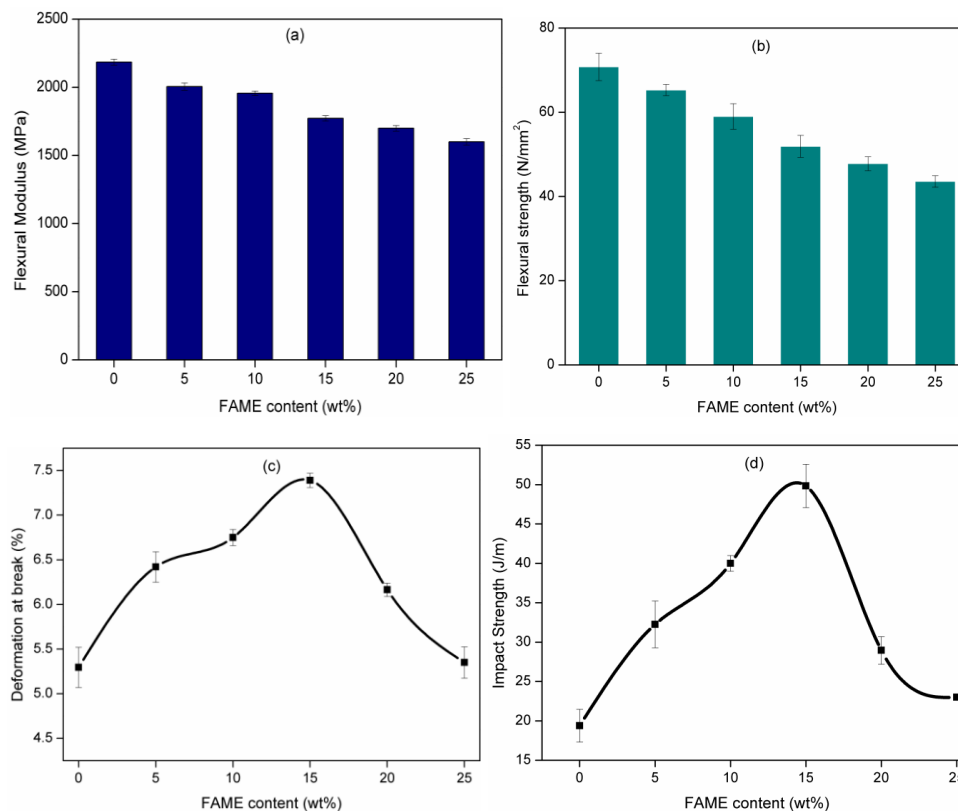 (a)
Flexural Modulus (MPa)
2500
2000
1500
1000
500
0
0 5 10 15 20 25
FAME content (wt%)
(b)
Flexural strength (N/mm²)
80
60
40
20
0
0 5 10 15 20 25
FAME content (wt%)
(c)
Deformation at break (%)
7.5
7.0
6.5
6.0
5.5
5.0
4.5
0 5 10 15 20 25
FAME content (wt%)
(d)
Impact Strength (J/m)
55
50
45
40
35
30
25
20
15
0 5 10 15 20 25
FAME content (wt%)